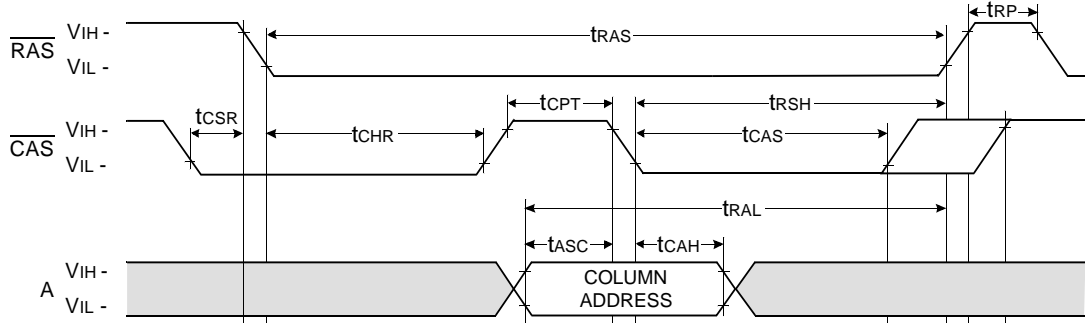 RAS
VIH -
VIL -
tRAS
tRP
CAS
VIH -
VIL -
tCSR
tCHR
tCPT
tRSH
tCAS
tRAL
A
VIH -
VIL -
tASC
tCAH
COLUMN
ADDRESS